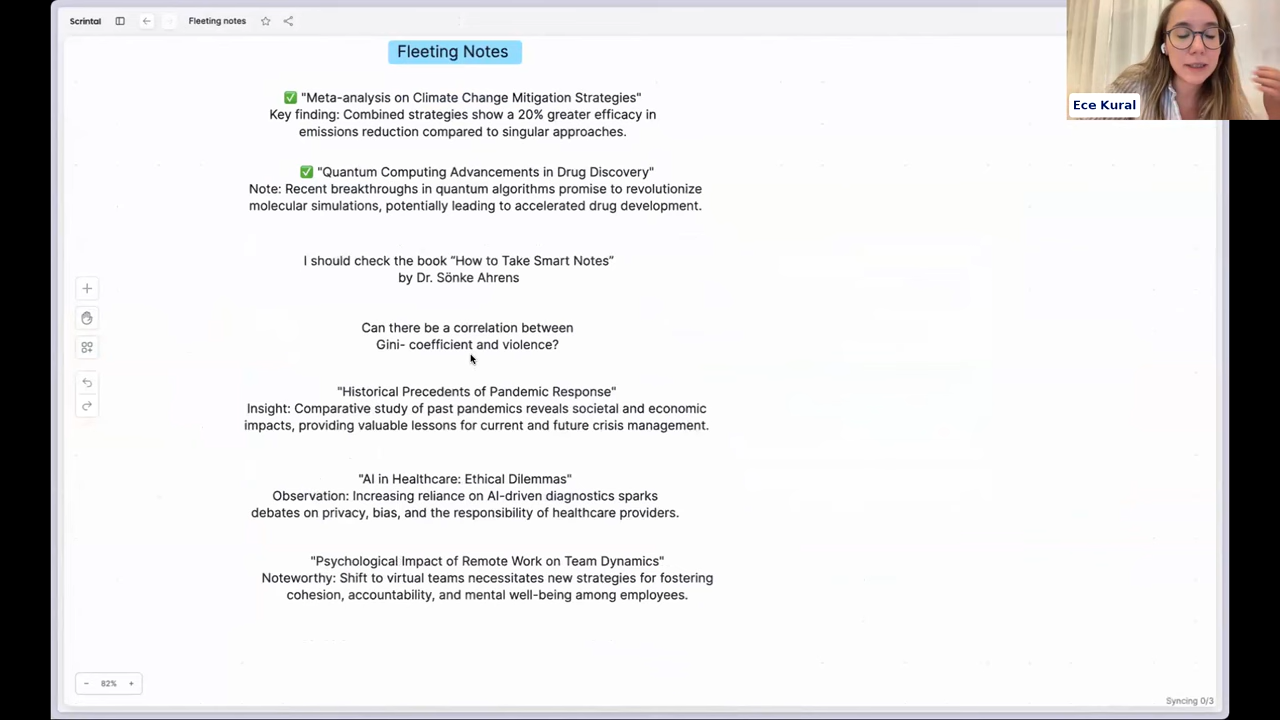 Scrintal
Fleeting notes
Ece Kural
Fleeting Notes
✅ "Meta-analysis on Climate Change Mitigation Strategies"
Key finding: Combined strategies show a 20% greater efficacy in
emissions reduction compared to singular approaches.
✅ "Quantum Computing Advancements in Drug Discovery"
Note: Recent breakthroughs in quantum algorithms promise to revolutionize
molecular simulations, potentially leading to accelerated drug development.
I should check the book “How to Take Smart Notes”
by Dr. Sönke Ahrens
Can there be a correlation between
Gini- coefficient and violence?
"Historical Precedents of Pandemic Response"
Insight: Comparative study of past pandemics reveals societal and economic
impacts, providing valuable lessons for current and future crisis management.
"AI in Healthcare: Ethical Dilemmas"
Observation: Increasing reliance on AI-driven diagnostics sparks
debates on privacy, bias, and the responsibility of healthcare providers.
"Psychological Impact of Remote Work on Team Dynamics"
Noteworthy: Shift to virtual teams necessitates new strategies for fostering
cohesion, accountability, and mental well-being among employees.
82%
Syncing 0/3